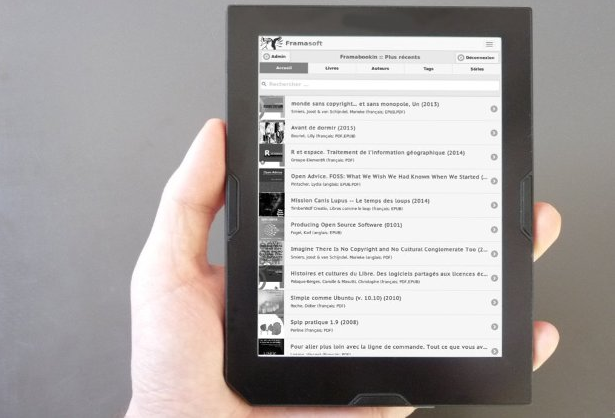 Framasoft
Admin
Framabookin :: Plus récents
Déconnexion
Accueil
Livres
Auteurs
Tags
Séries
Rechercher ...
monde sans copyright... et sans monopole, Un (2013)
Smiers, Joost & van Schijndel, Marieke (français; EPUB,PDF)
Avant de dormir (2015)
Bouriet, Lilly (français; PDF,EPUB)
R et espace. Traitement de l'information géographique (2014)
Groupe ElementR (français; PDF)
Open Advice. FOSS: What We Wish We Had Known When We Started (...
Pintscher, Lydia (anglais; EPUB,PDF)
Mission Canis Lupus -- Le temps des loups (2014)
Timberwolf Creatio, Libres comme le loup (français; EPUB)
Producing Open Source Software (0101)
Fogel, Karl (anglais; EPUB)
Imagine There Is No Copyright and No Cultural Conglomerate Too (2...
Smiers, Joost & van Schijndel, Marieke (anglais; PDF)
Histoires et cultures du Libre. Des logiciels partagés aux licences éc...
Paloque-Berges, Camille & Masutti, Christophe (français; PDF,EPUB)
Simple comme Ubuntu (v. 10.10) (2010)
Roche, Didier (français; PDF)
Spip pratique 1.9 (2008)
Perline (français; PDF)
Pour aller plus loin avec la ligne de commande. Tout ce que vous av...